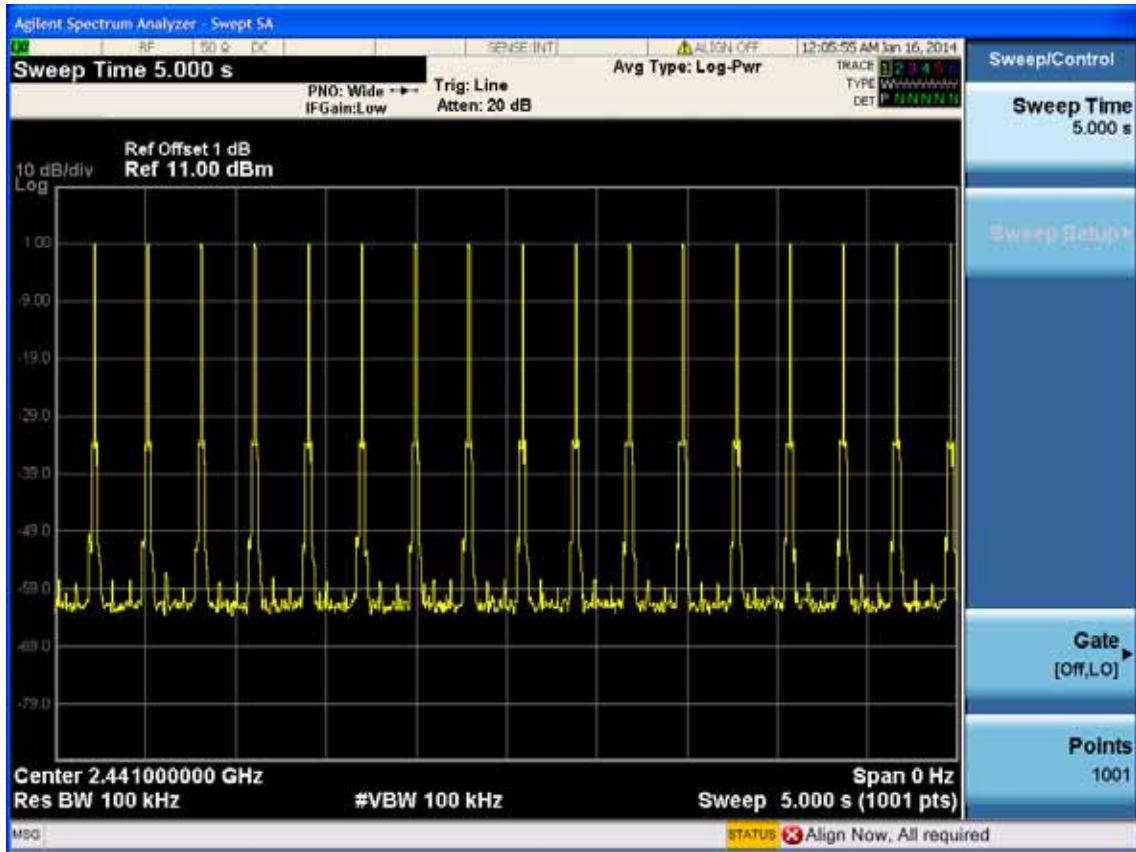 Agilent Spectrum Analyzer - Swept SA
RF 50 Ω DC SENSE:INT ALIGN OFF 12:05:55 AM Jan 16, 2014
Sweep Time 5.000 s
PNO: Wide
IFGain:Low
Trig: Line
Atten: 20 dB
Avg Type: Log-Pwr
TRACE 1 2 3 4 5 6
TYPE
DET P N N N N N
Ref Offset 1 dB
10 dB/div Ref 11.00 dBm
Log
1.00
-9.00
-19.0
-29.0
-39.0
-49.0
-59.0
-69.0
-79.0
Center 2.441000000 GHz Span 0 Hz
Res BW 100 kHz #VBW 100 kHz Sweep 5.000 s (1001 pts)
MSG STATUS Align Now, All required
Sweep/Control
Sweep Time
5.000 s
Sweep Setup
Gate
[Off,LO]
Points
1001